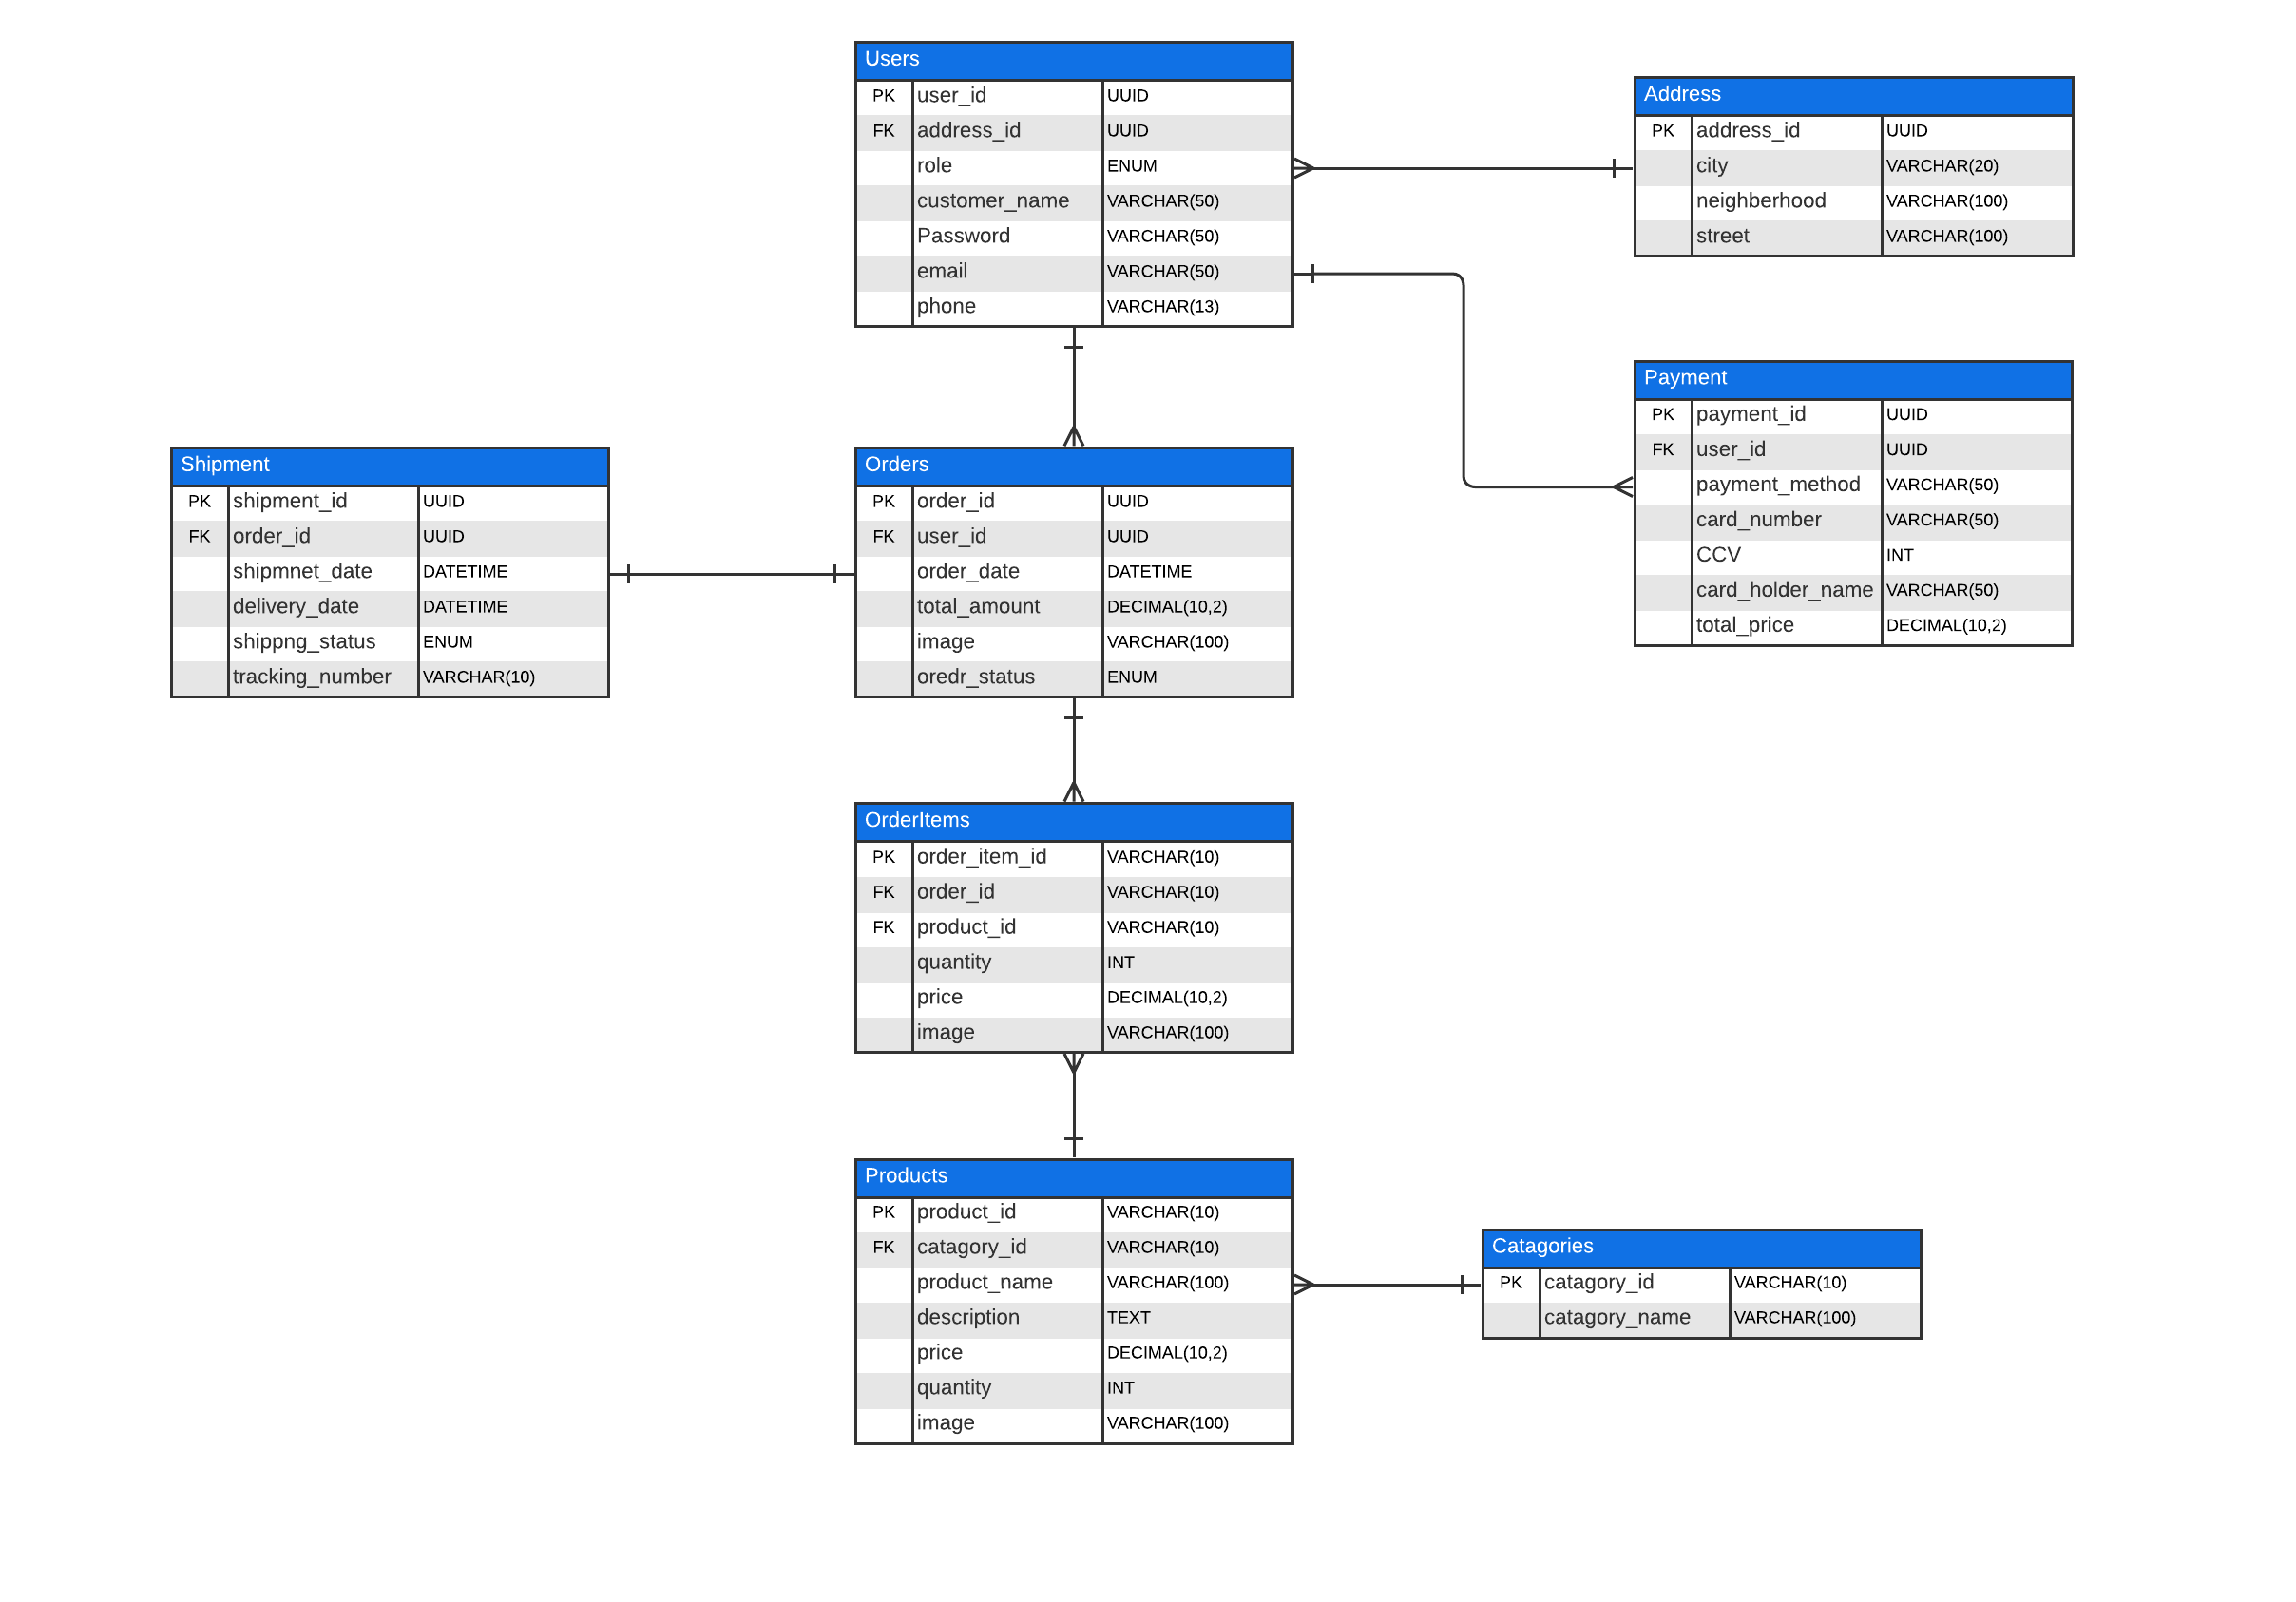 Users
PK user_id UUID
FK address_id UUID
role ENUM
customer_name VARCHAR(50)
Password VARCHAR(50)
email VARCHAR(50)
phone VARCHAR(13)
Address
PK address_id UUID
city VARCHAR(20)
neighberhood VARCHAR(100)
street VARCHAR(100)
Payment
PK payment_id UUID
FK user_id UUID
payment_method VARCHAR(50)
card_number VARCHAR(50)
CCV INT
card_holder_name VARCHAR(50)
total_price DECIMAL(10,2)
Shipment
PK shipment_id UUID
FK order_id UUID
shipmnet_date DATETIME
delivery_date DATETIME
shippng_status ENUM
tracking_number VARCHAR(10)
Orders
PK order_id UUID
FK user_id UUID
order_date DATETIME
total_amount DECIMAL(10,2)
image VARCHAR(100)
oredr_status ENUM
OrderItems
PK order_item_id VARCHAR(10)
FK order_id VARCHAR(10)
FK product_id VARCHAR(10)
quantity INT
price DECIMAL(10,2)
image VARCHAR(100)
Products
PK product_id VARCHAR(10)
FK catagory_id VARCHAR(10)
product_name VARCHAR(100)
description TEXT
price DECIMAL(10,2)
quantity INT
image VARCHAR(100)
Catagories
PK catagory_id VARCHAR(10)
catagory_name VARCHAR(100)